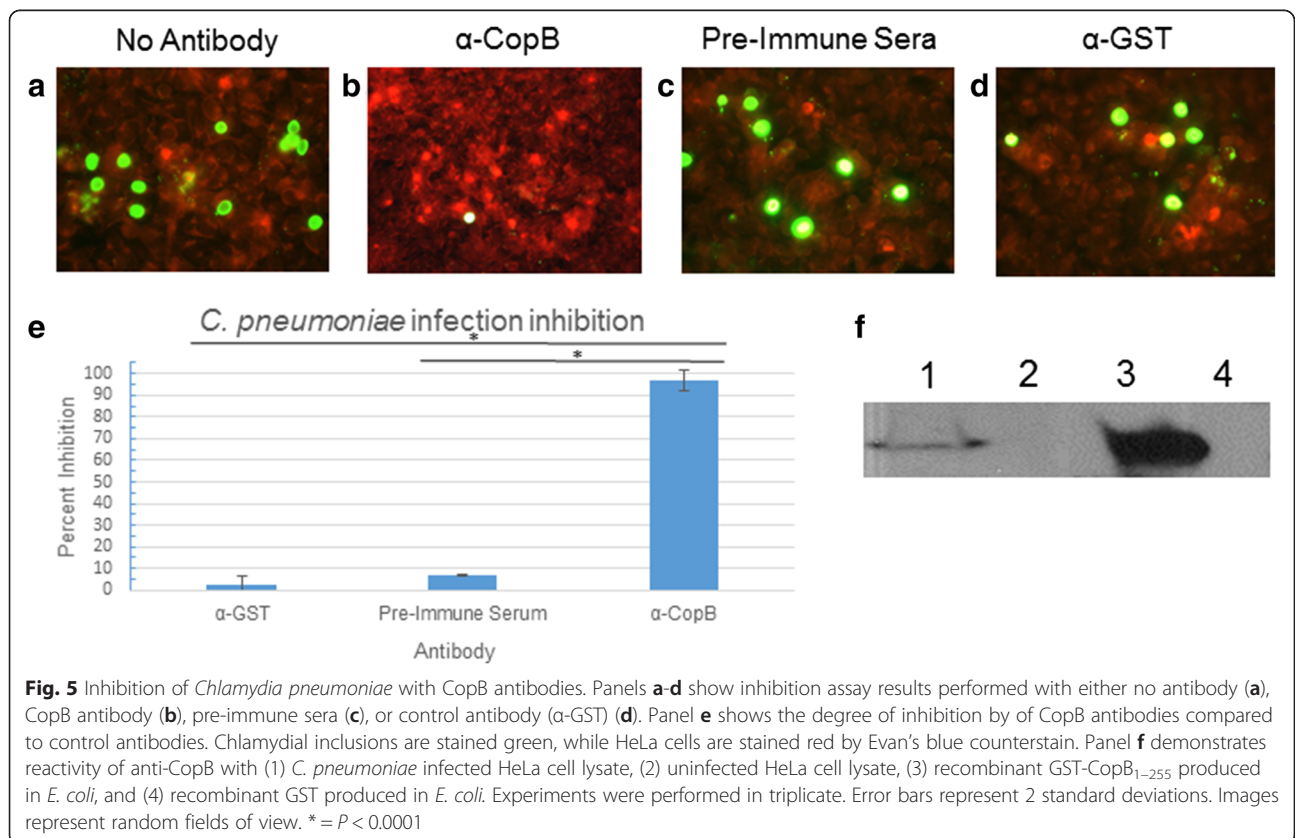 No Antibody
α-CopB
Pre-Immune Sera
α-GST
a
b
c
d
e
C. pneumoniae infection inhibition
*
*
100
90
80
70
60
50
40
30
20
10
0
Percent Inhibition
α-GST
Pre-Immune Serum
α-CopB
Antibody
f
1
2
3
4
Fig. 5 Inhibition of Chlamydia pneumoniae with CopB antibodies. Panels a-d show inhibition assay results performed with either no antibody (a),
CopB antibody (b), pre-immune sera (c), or control antibody (α-GST) (d). Panel e shows the degree of inhibition by of CopB antibodies compared
to control antibodies. Chlamydial inclusions are stained green, while HeLa cells are stained red by Evan's blue counterstain. Panel f demonstrates
reactivity of anti-CopB with (1) C. pneumoniae infected HeLa cell lysate, (2) uninfected HeLa cell lysate, (3) recombinant GST-CopB1–255 produced
in E. coli, and (4) recombinant GST produced in E. coli. Experiments were performed in triplicate. Error bars represent 2 standard deviations. Images
represent random fields of view. * = P < 0.0001